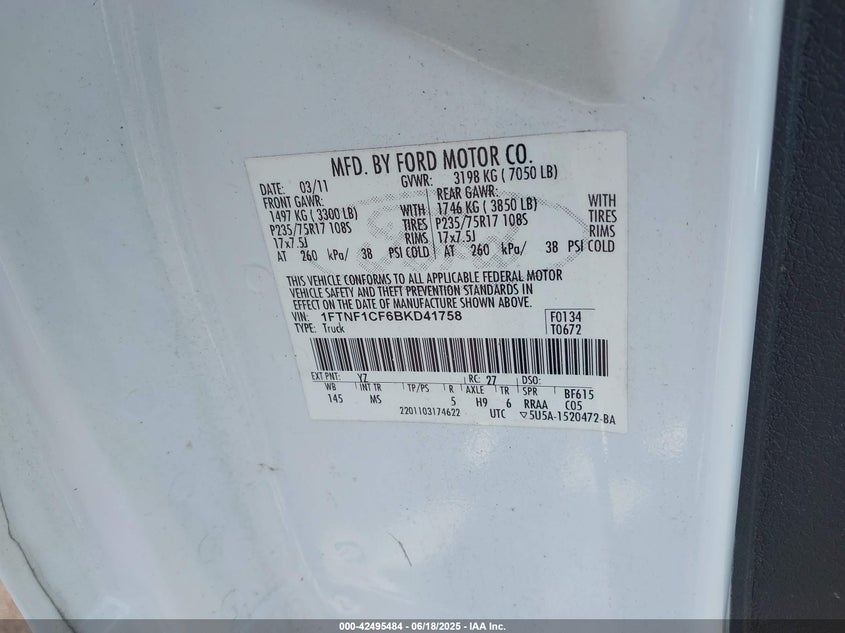 MFD. BY FORD MOTOR CO.
DATE: 03/11 GVWR: 3198 KG ( 7050 LB)
FRONT GAWR: REAR GAWR:
1497 KG ( 3300 LB) WITH 1746 KG ( 3850 LB) WITH
P235/75R17 108S TIRES P235/75R17 108S TIRES
17x7.5J RIMS 17x7.5J RIMS
AT 260 kPa/ 38 PSI COLD AT 260 kPa/ 38 PSI COLD
THIS VEHICLE CONFORMS TO ALL APPLICABLE FEDERAL MOTOR
VEHICLE SAFETY AND THEFT PREVENTION STANDARDS IN
EFFECT ON THE DATE OF MANUFACTURE SHOWN ABOVE.
VIN: 1FTNF1CF6BKD41758 F0134
TYPE: Truck T0672
EXT PNT: YZ RC: 27 DSO:
WB INT TR TP/PS R AXLE TR SPR BF615
145 MS 5 H9 6 RRAA C05
2201103174622 UTC ▽5U5A-1520472-BA
000-42495484 - 06/18/2025 - IAA Inc.